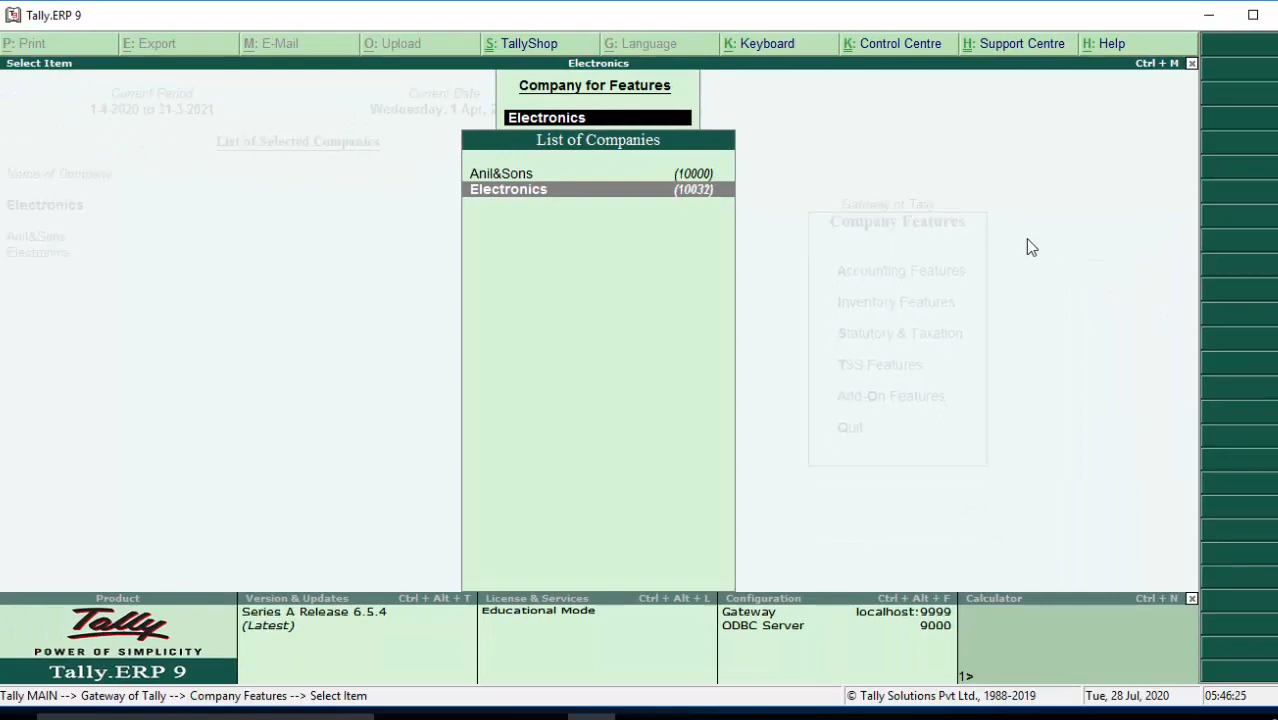 Tally.ERP 9
P: Print
E: Export
M: E-Mail
O: Upload
S: TallyShop
G: Language
K: Keyboard
K: Control Centre
H: Support Centre
H: Help
Select Item
Electronics
Ctrl + M
Current Period
1-4-2020 to 31-3-2021
Current Date
Wednesday, 1 Apr, 2
List of Selected Companies
Name of Company
Electronics
Anil&Sons
Electronics
Company for Features
Electronics
List of Companies
Anil&Sons (10000)
Electronics (10032)
Gateway of Tally
Company Features
Accounting Features
Inventory Features
Statutory & Taxation
TSS Features
Add-On Features
Quit
Product
Tally
POWER OF SIMPLICITY
Tally.ERP 9
Version & Updates Ctrl + Alt + T
Series A Release 6.5.4
(Latest)
License & Services Ctrl + Alt + L
Educational Mode
Configuration Ctrl + Alt + F
Gateway localhost:9999
ODBC Server 9000
Calculator Ctrl + N
1>
Tally MAIN --> Gateway of Tally --> Company Features --> Select Item
© Tally Solutions Pvt Ltd., 1988-2019
Tue, 28 Jul, 2020
05:46:25